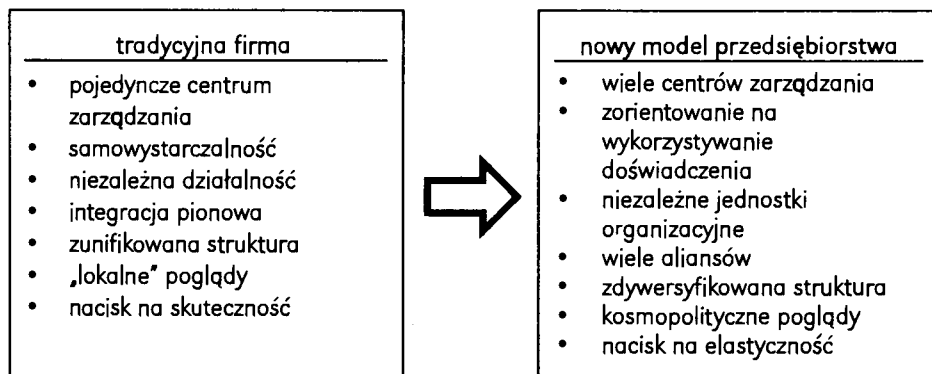 tradycyjna firma
• pojedyncze centrum
zarządzania
• samowystarczalność
• niezależna działalność
• integracja pionowa
• zunifikowana struktura
• „lokalne" poglądy
• nacisk na skuteczność
nowy model przedsiębiorstwa
• wiele centrów zarządzania
• zorientowanie na
wykorzystywanie
doświadczenia
• niezależne jednostki
organizacyjne
• wiele aliansów
• zdywersyfikowana struktura
• kosmopolityczne poglądy
• nacisk na elastyczność